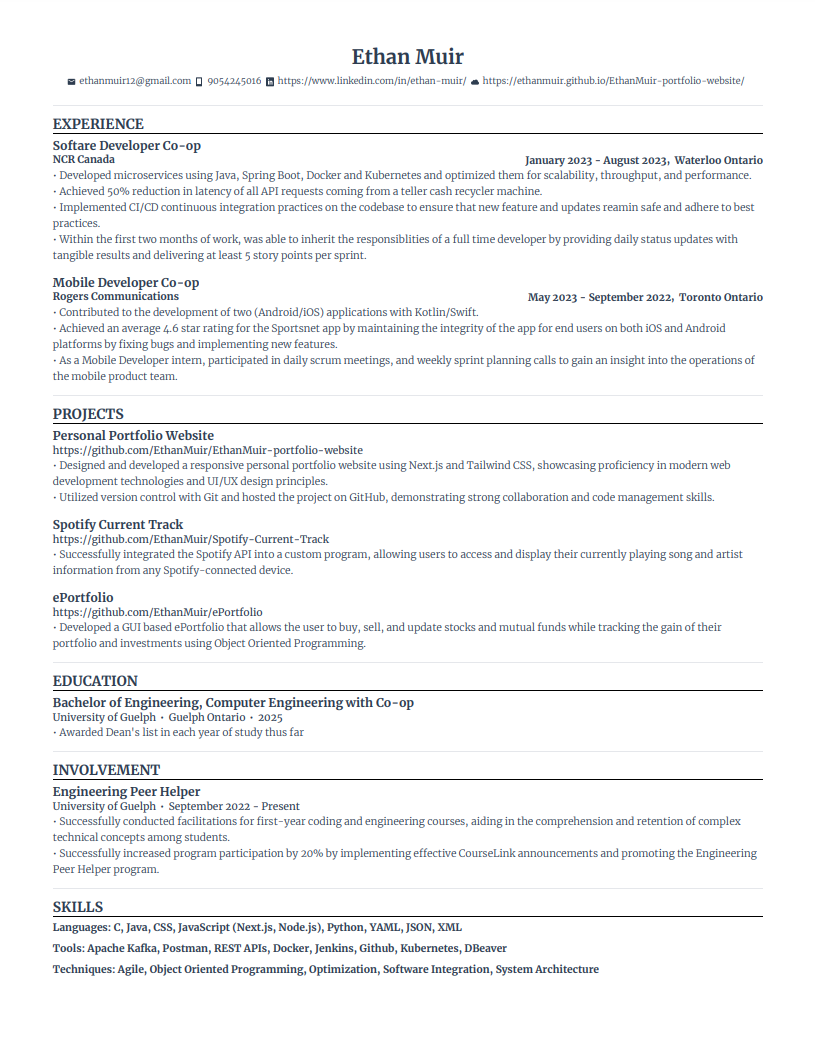 Ethan Muir
ethanmuir12@gmail.com 9054245016 https://www.linkedin.com/in/ethan-muir/ https://ethanmuir.github.io/EthanMuir-portfolio-website/
EXPERIENCE
Softare Developer Co-op
NCR Canada January 2023 - August 2023, Waterloo Ontario
• Developed microservices using Java, Spring Boot, Docker and Kubernetes and optimized them for scalability, throughput, and performance.
• Achieved 50% reduction in latency of all API requests coming from a teller cash recycler machine.
• Implemented CI/CD continuous integration practices on the codebase to ensure that new feature and updates reamin safe and adhere to best
practices.
• Within the first two months of work, was able to inherit the responsiblities of a full time developer by providing daily status updates with
tangible results and delivering at least 5 story points per sprint.
Mobile Developer Co-op
Rogers Communications May 2023 - September 2022, Toronto Ontario
• Contributed to the development of two (Android/iOS) applications with Kotlin/Swift.
• Achieved an average 4.6 star rating for the Sportsnet app by maintaining the integrity of the app for end users on both iOS and Android
platforms by fixing bugs and implementing new features.
• As a Mobile Developer intern, participated in daily scrum meetings, and weekly sprint planning calls to gain an insight into the operations of
the mobile product team.
PROJECTS
Personal Portfolio Website
https://github.com/EthanMuir/EthanMuir-portfolio-website
• Designed and developed a responsive personal portfolio website using Next.js and Tailwind CSS, showcasing proficiency in modern web
development technologies and UI/UX design principles.
• Utilized version control with Git and hosted the project on GitHub, demonstrating strong collaboration and code management skills.
Spotify Current Track
https://github.com/EthanMuir/Spotify-Current-Track
• Successfully integrated the Spotify API into a custom program, allowing users to access and display their currently playing song and artist
information from any Spotify-connected device.
ePortfolio
https://github.com/EthanMuir/ePortfolio
• Developed a GUI based ePortfolio that allows the user to buy, sell, and update stocks and mutual funds while tracking the gain of their
portfolio and investments using Object Oriented Programming.
EDUCATION
Bachelor of Engineering, Computer Engineering with Co-op
University of Guelph • Guelph Ontario • 2025
• Awarded Dean's list in each year of study thus far
INVOLVEMENT
Engineering Peer Helper
University of Guelph • September 2022 - Present
• Successfully conducted facilitations for first-year coding and engineering courses, aiding in the comprehension and retention of complex
technical concepts among students.
• Successfully increased program participation by 20% by implementing effective CourseLink announcements and promoting the Engineering
Peer Helper program.
SKILLS
Languages: C, Java, CSS, JavaScript (Next.js, Node.js), Python, YAML, JSON, XML
Tools: Apache Kafka, Postman, REST APIs, Docker, Jenkins, Github, Kubernetes, DBeaver
Techniques: Agile, Object Oriented Programming, Optimization, Software Integration, System Architecture